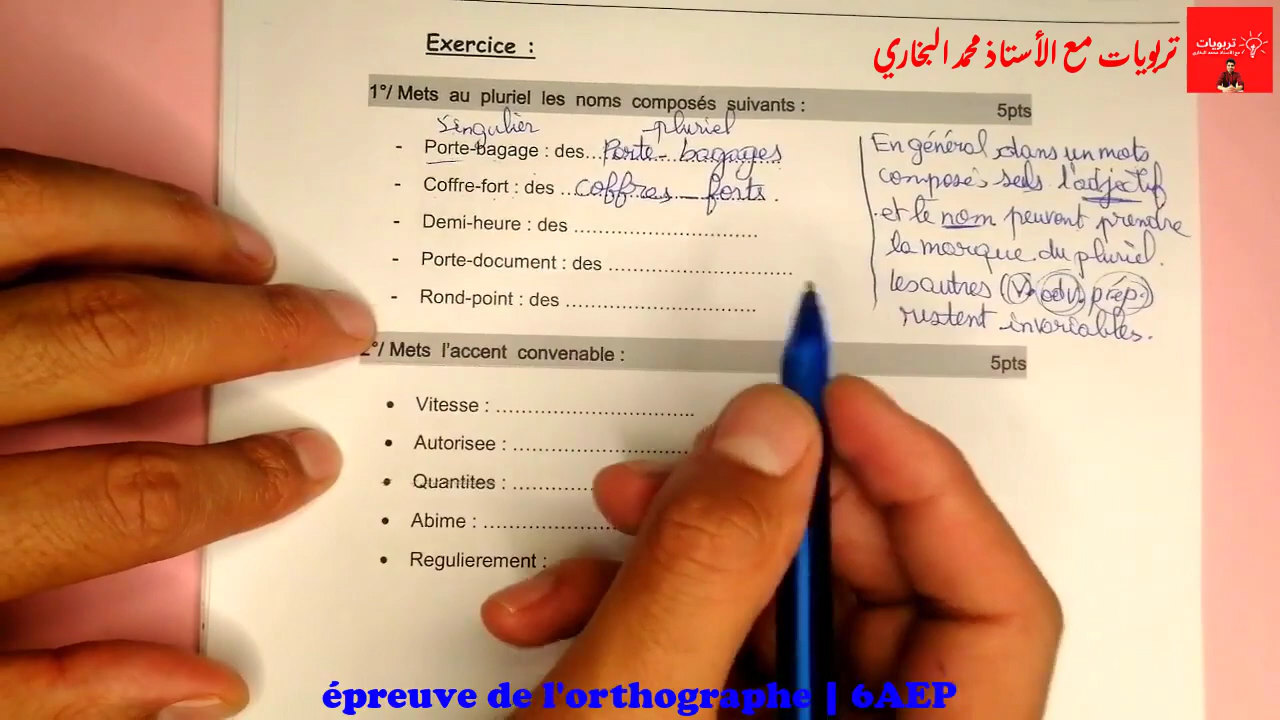 تربويات مع الأستاذ محمد البخاري
تربويات
Exercice :
1°/ Mets au pluriel les noms composés suivants : 5pts
Singulier pluriel
- Porte-bagage : des... Porte - bagages
- Coffre-fort : des ... coffres - forts .
- Demi-heure : des ................................
- Porte-document : des ................................
- Rond-point : des ................................
En général dans un mots
composés seuls l'adjectif
et le nom peuvent prendre
la marque du pluriel.
les autres (V, adv, prép.)
restent invariables.
2°/ Mets l'accent convenable : 5pts
• Vitesse : ................................
• Autorisee : ................................
• Quantites : ............
• Abime : ....................
• Regulierement :
épreuve de l'orthographe | 6AEP